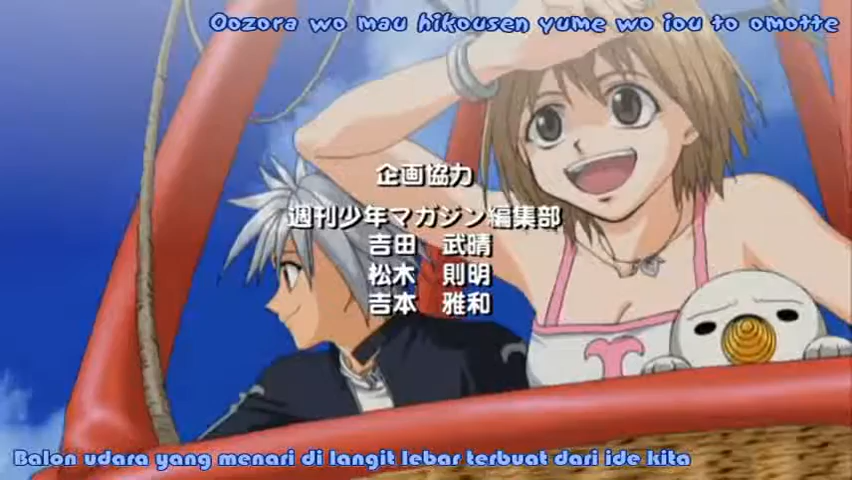 Oozora wo mau hikousen yume wo iou to omotte
企画協力
週刊少年マガジン編集部
吉田　武晴
松木　則明
吉本　雅和
Balon udara yang menari di langit lebar terbuat dari ide kita